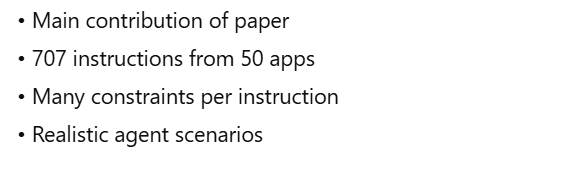 • Main contribution of paper
• 707 instructions from 50 apps
• Many constraints per instruction
• Realistic agent scenarios